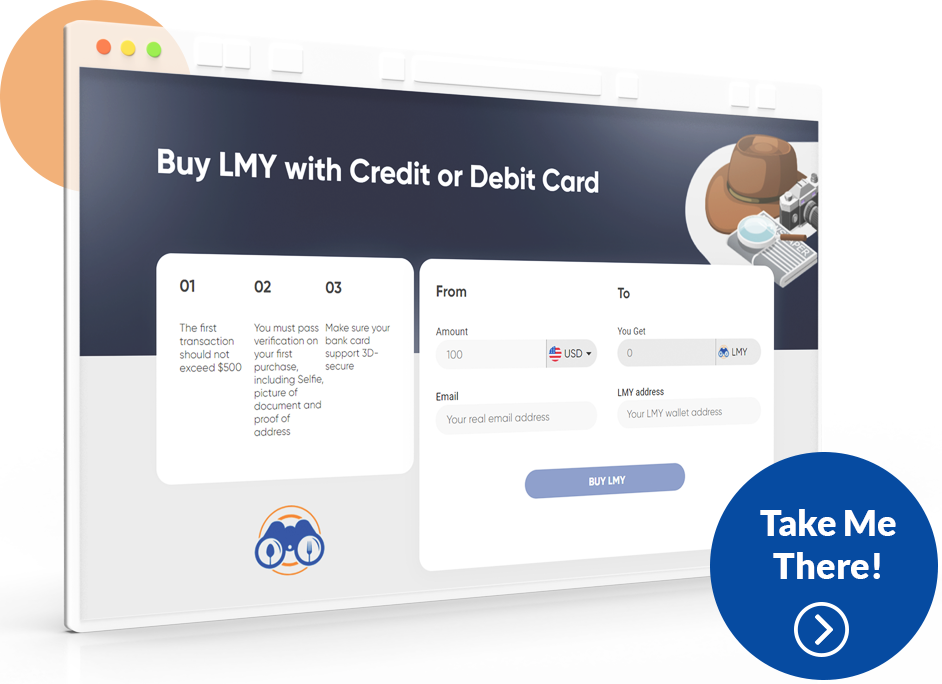 Buy LMY with Credit or Debit Card
01
The first
transaction
should not
exceed $500
02
You must pass
verification on
your first
purchase,
including Selfie,
picture of
document and
proof of
address
03
Make sure your
bank card
support 3D-
secure
From
Amount
100 USD
Email
Your real email address
To
You Get
0 LMY
LMY address
Your LMY wallet address
BUY LMY
Take Me
There!